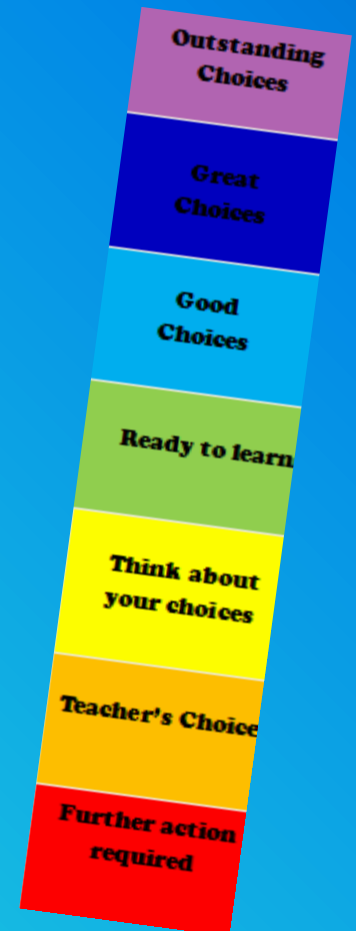 Outstanding
Choices
Great
Choices
Good
Choices
Ready to learn
Think about
your choices
Teacher's Choice
Further action
required